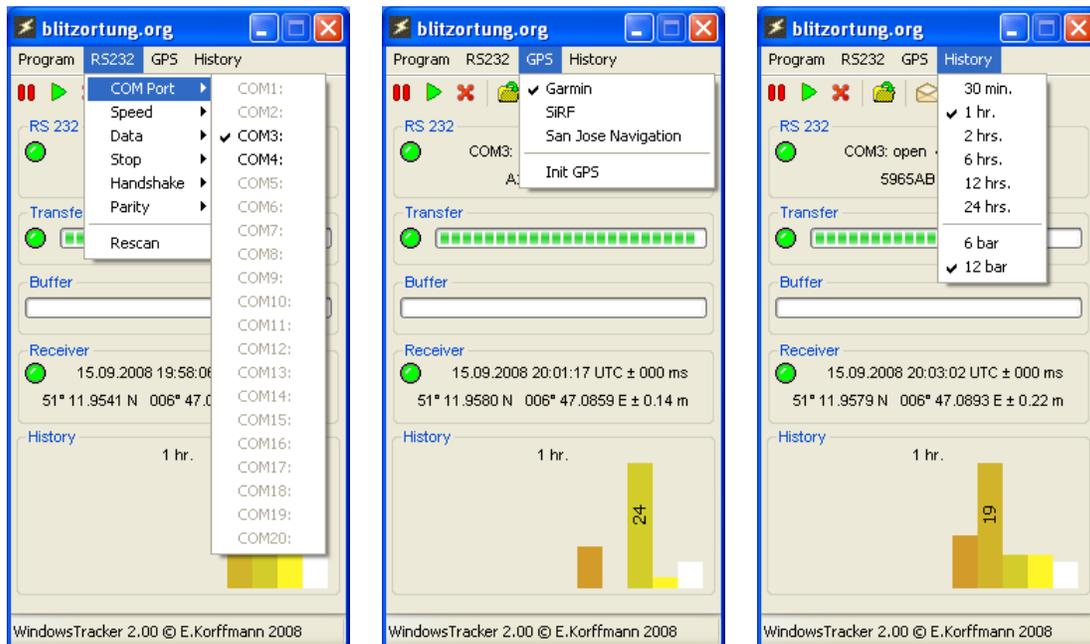 blitzortung.org
Program RS232 GPS History
COM Port
Speed
Data
Stop
Handshake
Parity
Rescan
COM1:
COM2:
COM3:
COM4:
COM5:
COM6:
COM7:
COM8:
COM9:
COM10:
COM11:
COM12:
COM13:
COM14:
COM15:
COM16:
COM17:
COM18:
COM19:
COM20:
RS 232
Buffer
Receiver
15.09.2008 19:58:06
51° 11.9541 N 006° 47.0
History
1 hr.
WindowsTracker 2.00 © E.Korffmann 2008
blitzortung.org
Program RS232 GPS History
Garmin
SiRF
San Jose Navigation
Init GPS
RS 232
COM3:
Transfer
Buffer
Receiver
15.09.2008 20:01:17 UTC ± 000 ms
51° 11.9580 N 006° 47.0859 E ± 0.14 m
History
1 hr.
24
WindowsTracker 2.00 © E.Korffmann 2008
blitzortung.org
Program RS232 GPS History
30 min.
1 hr.
2 hrs.
6 hrs.
12 hrs.
24 hrs.
6 bar
12 bar
RS 232
COM3: open
5965AB
Transfer
Buffer
Receiver
15.09.2008 20:03:02 UTC ± 000 ms
51° 11.9579 N 006° 47.0893 E ± 0.22 m
History
1 hr.
19
WindowsTracker 2.00 © E.Korffmann 2008